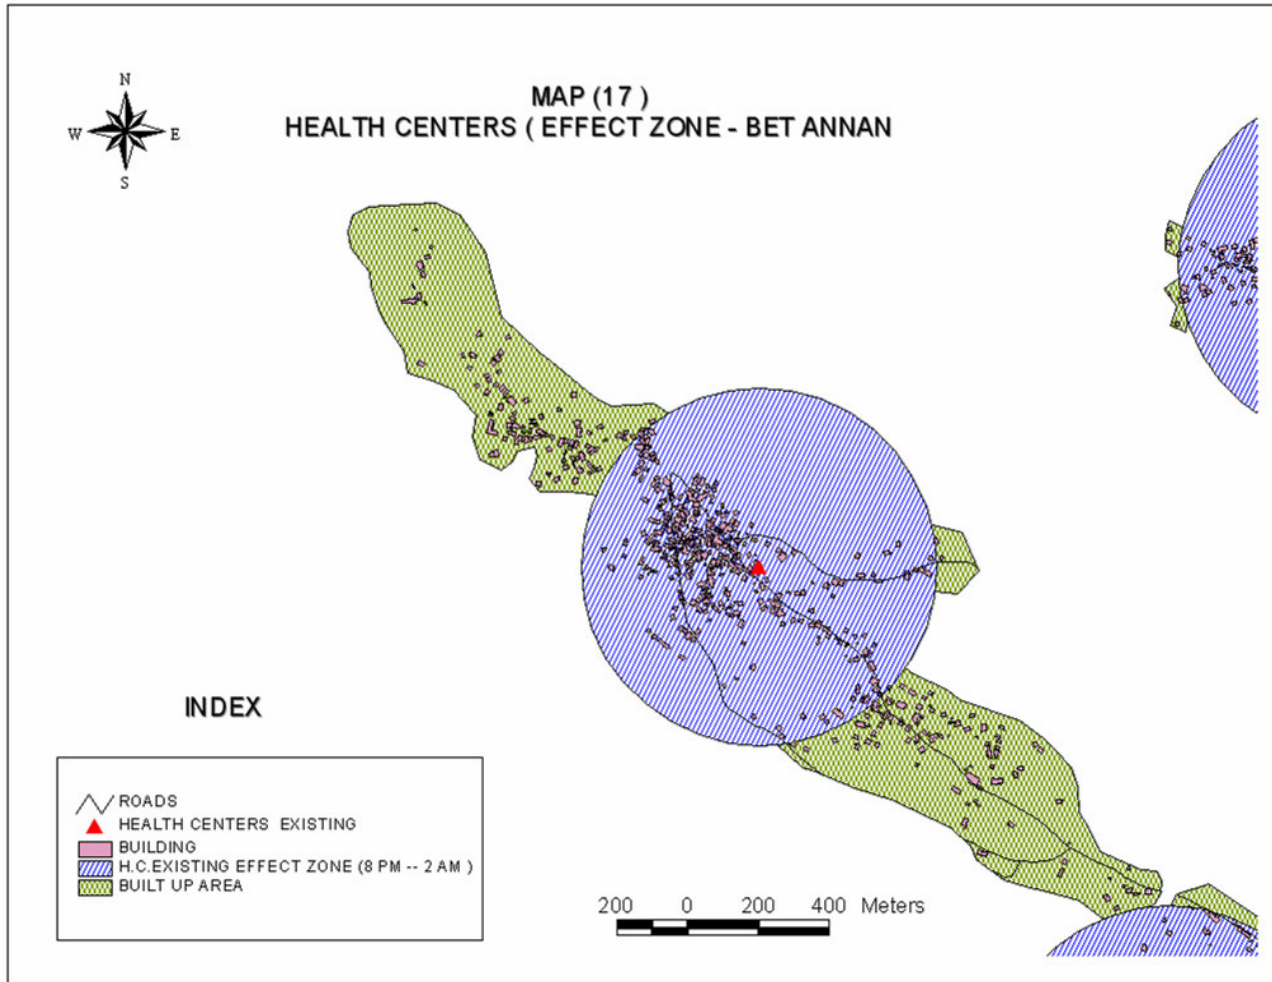 N
W E
S
MAP (17 )
HEALTH CENTERS ( EFFECT ZONE - BET ANNAN
INDEX
ROADS
HEALTH CENTERS EXISTING
BUILDING
H.C.EXISTING EFFECT ZONE (8 PM -- 2 AM )
BUILT UP AREA
200 0 200 400 Meters